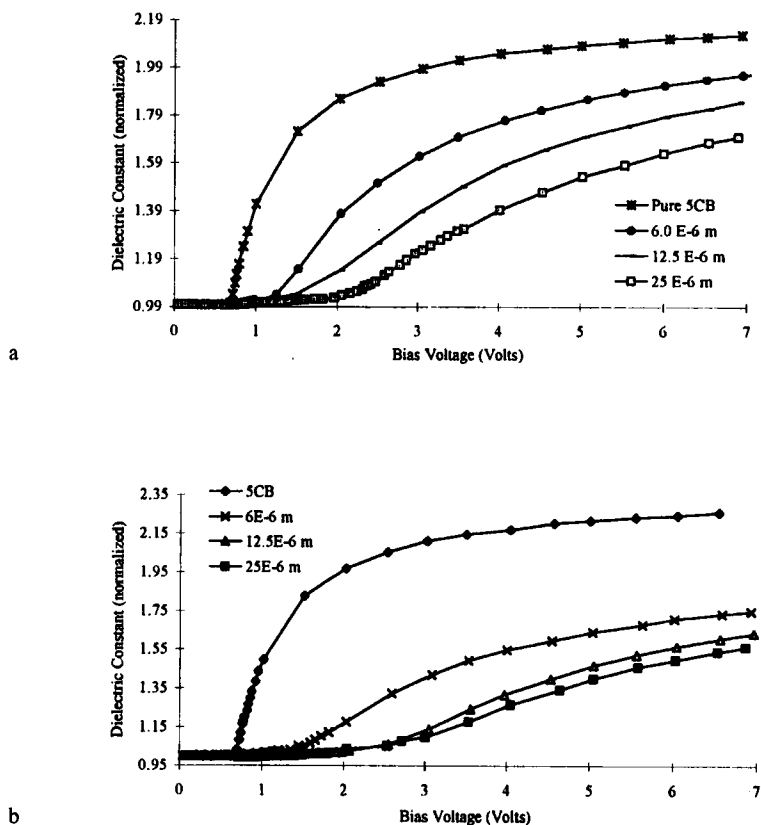 2.19
1.99
1.79
1.59
1.39
1.19
0.99
Dielectric Constant (normalized)
Pure 5CB
6.0 E-6 m
12.5 E-6 m
25 E-6 m
0 1 2 3 4 5 6 7
Bias Voltage (Volts)
a
2.35
2.15
1.95
1.75
1.55
1.35
1.15
0.95
Dielectric Constant (normalized)
5CB
6E-6 m
12.5E-6 m
25E-6 m
0 1 2 3 4 5 6 7
Bias Voltage (Volts)
b